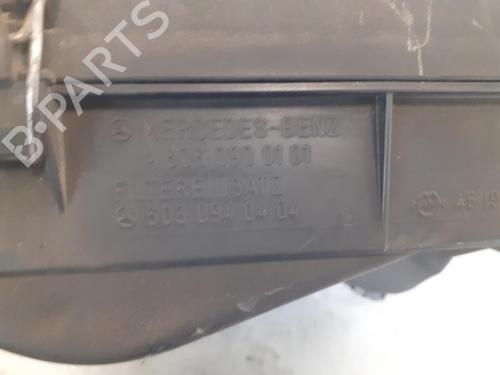 MERCEDES-BENZ
A 606 090 01 01
FILTEREINSATZ
603 094 04 04
B-PARTS